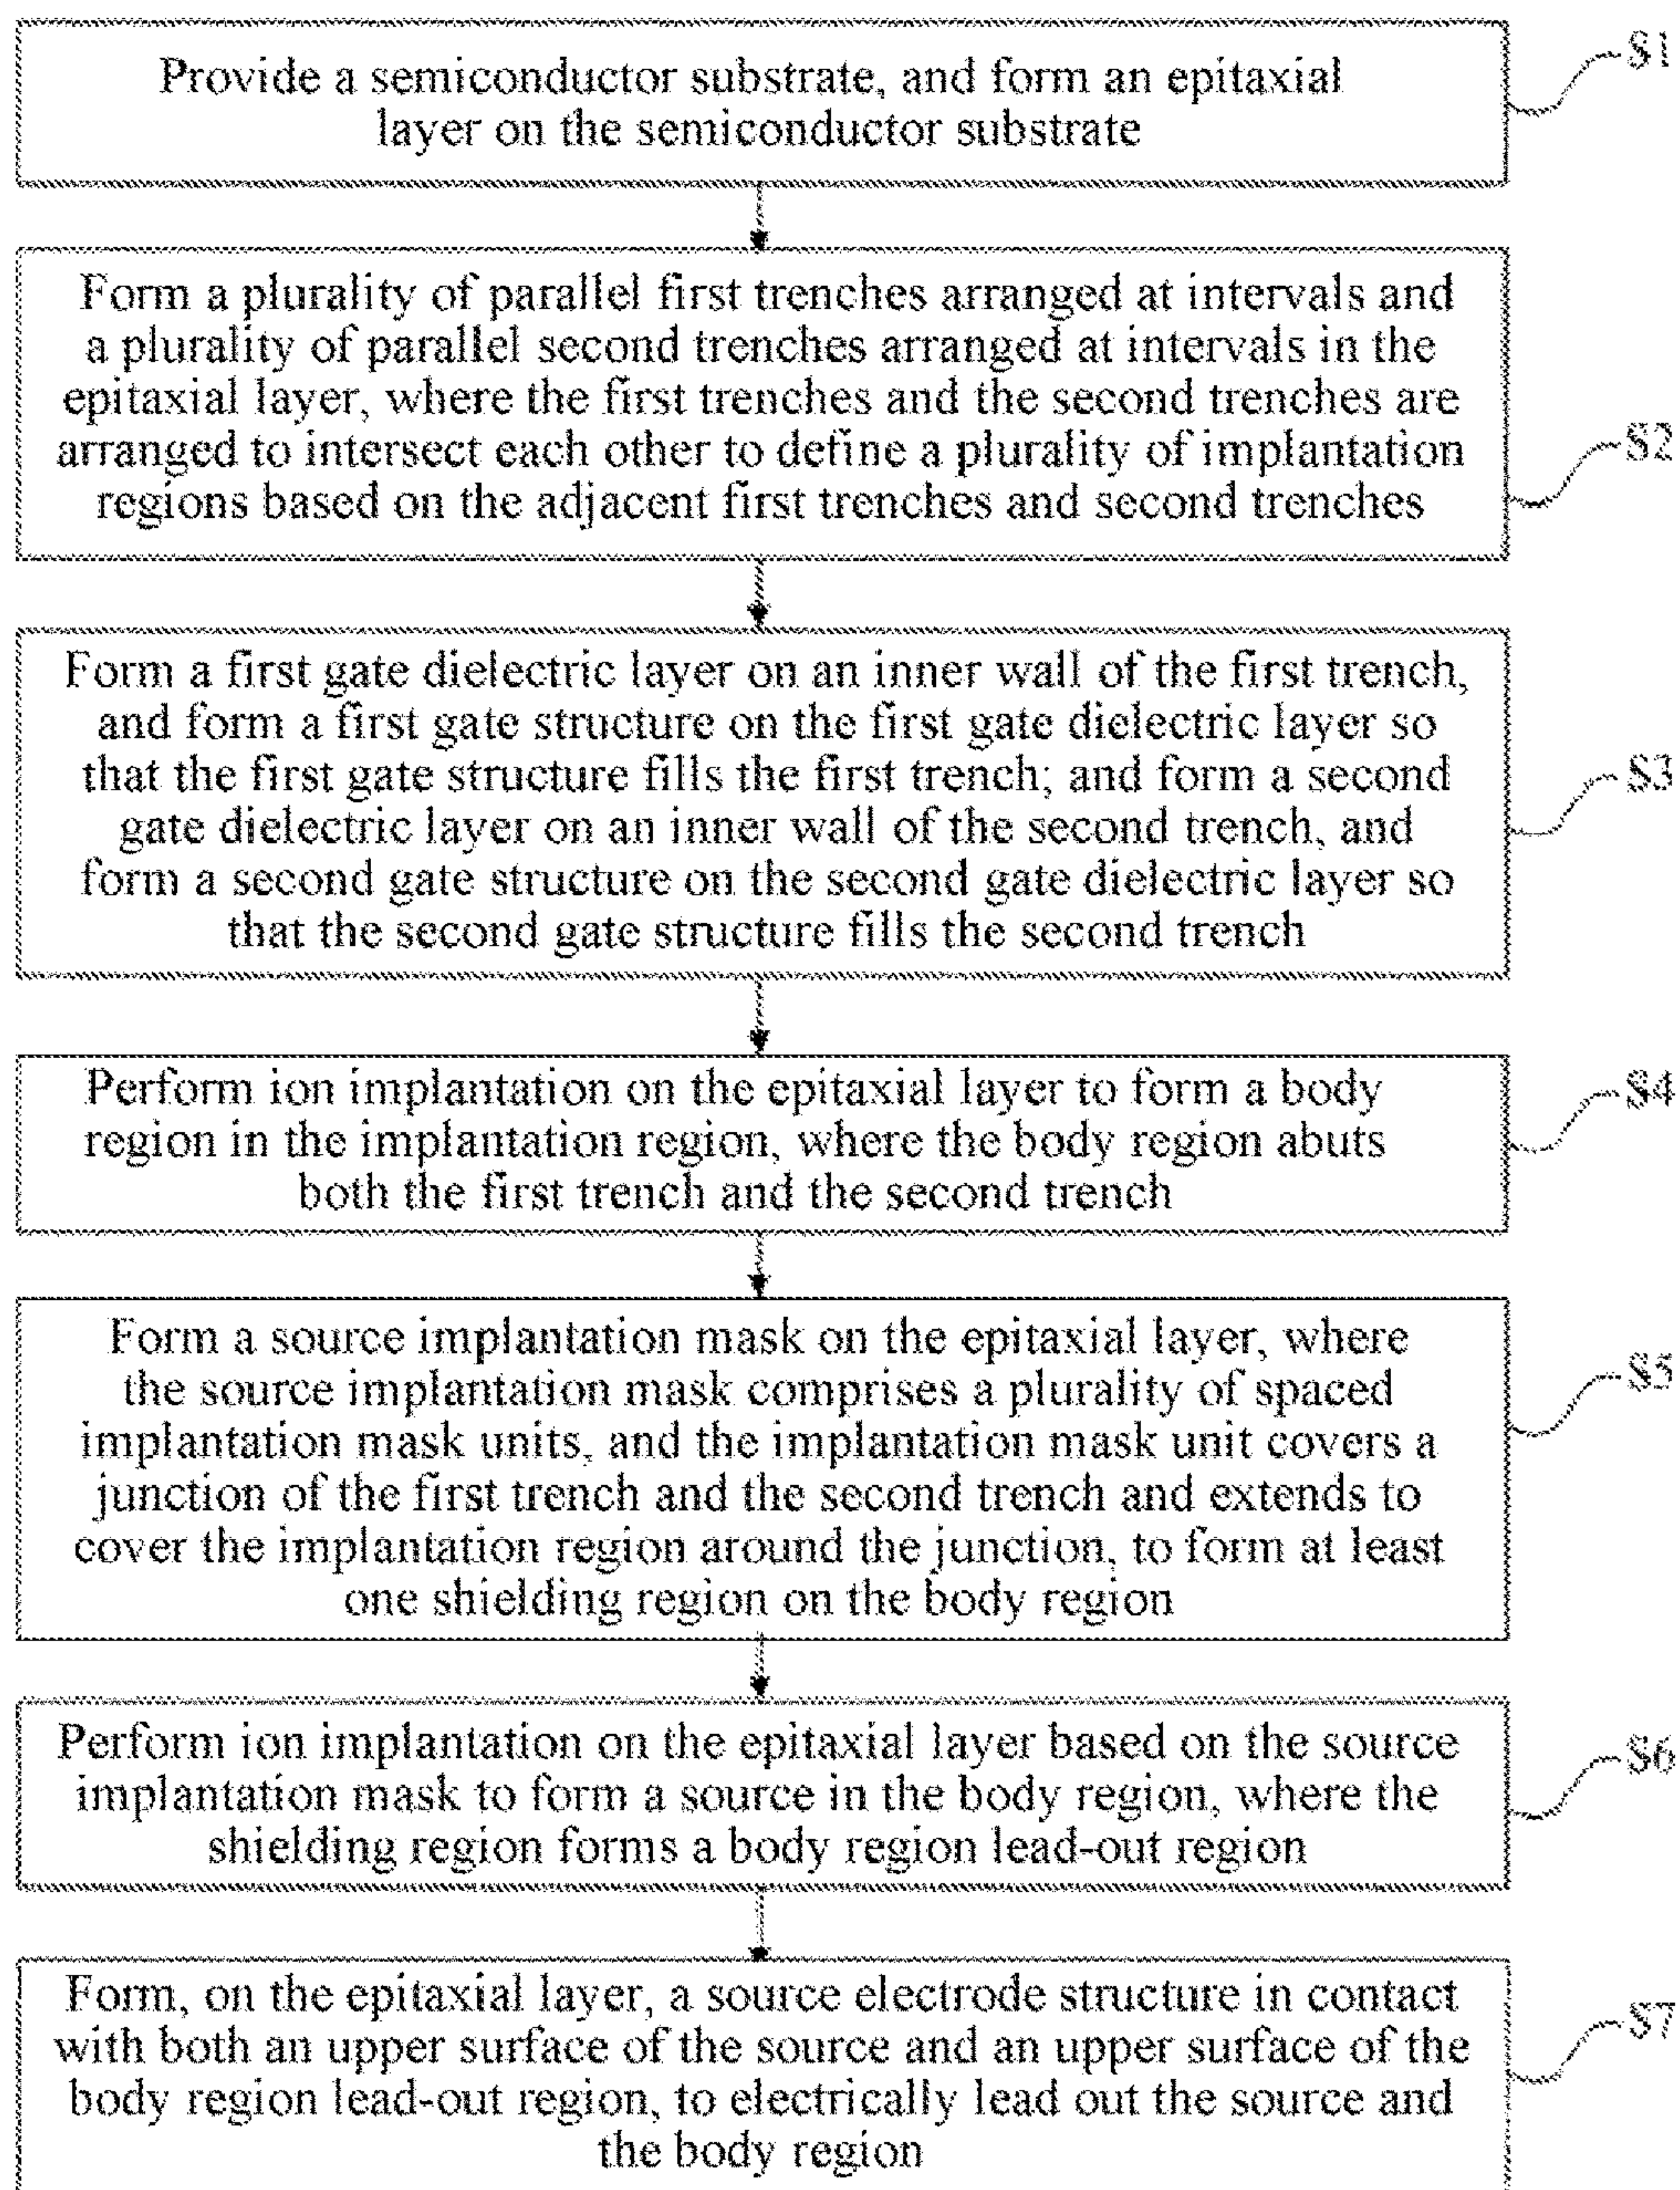 Provide a semiconductor substrate, and form an epitaxial
layer on the semiconductor substrate
S1
Form a plurality of parallel first trenches arranged at intervals and
a plurality of parallel second trenches arranged at intervals in the
epitaxial layer, where the first trenches and the second trenches are
arranged to intersect each other to define a plurality of implantation
regions based on the adjacent first trenches and second trenches
S2
Form a first gate dielectric layer on an inner wall of the first trench,
and form a first gate structure on the first gate dielectric layer so
that the first gate structure fills the first trench; and form a second
gate dielectric layer on an inner wall of the second trench, and
form a second gate structure on the second gate dielectric layer so
that the second gate structure fills the second trench
S3
Perform ion implantation on the epitaxial layer to form a body
region in the implantation region, where the body region abuts
both the first trench and the second trench
S4
Form a source implantation mask on the epitaxial layer, where
the source implantation mask comprises a plurality of spaced
implantation mask units, and the implantation mask unit covers a
junction of the first trench and the second trench and extends to
cover the implantation region around the junction, to form at least
one shielding region on the body region
S5
Perform ion implantation on the epitaxial layer based on the source
implantation mask to form a source in the body region, where the
shielding region forms a body region lead-out region
S6
Form, on the epitaxial layer, a source electrode structure in contact
with both an upper surface of the source and an upper surface of the
body region lead-out region, to electrically lead out the source and
the body region
S7